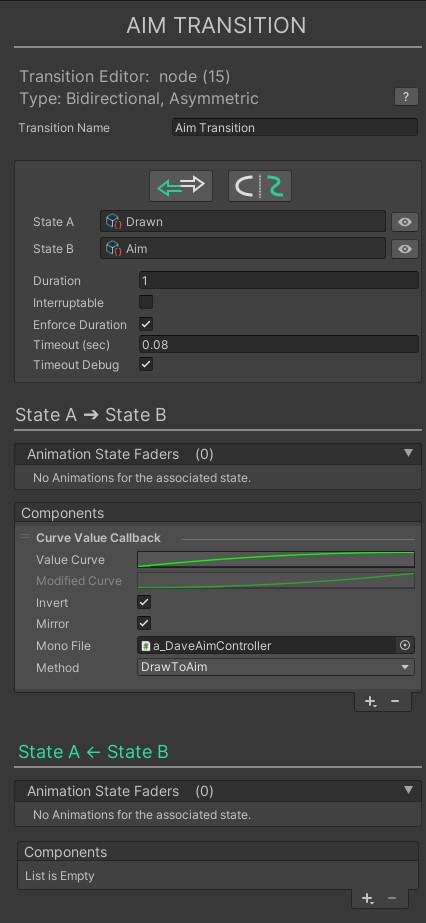 AIM TRANSITION
Transition Editor: node (15)
Type: Bidirectional, Asymmetric
?
Transition Name Aim Transition
State A Drawn
State B Aim
Duration 1
Interruptable
Enforce Duration
Timeout (sec) 0.08
Timeout Debug
State A ➔ State B
Animation State Faders (0)
No Animations for the associated state.
Components
Curve Value Callback
Value Curve
Modified Curve
Invert
Mirror
Mono File a_DaveAimController
Method DrawToAim
+ −
State A ← State B
Animation State Faders (0)
No Animations for the associated state.
Components
List is Empty
+ −